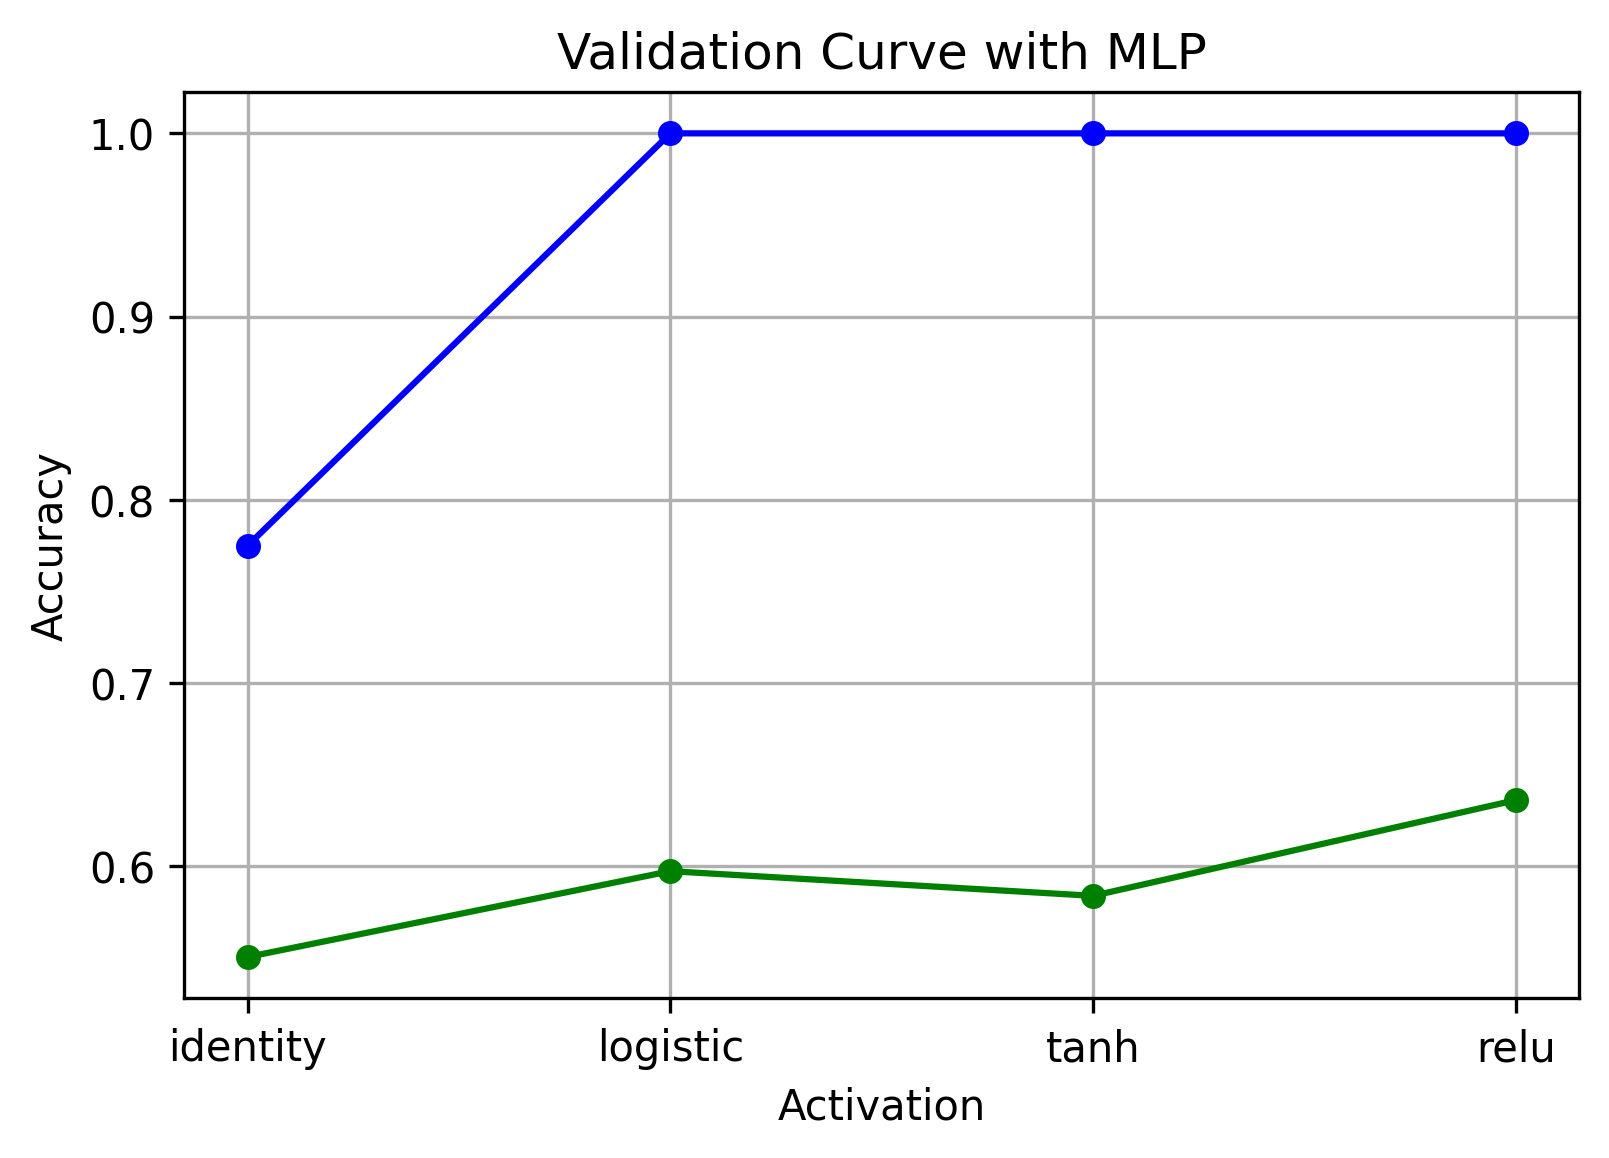 Validation Curve with MLP
1.0
0.9
0.8
0.7
0.6
Accuracy
identity logistic tanh relu
Activation